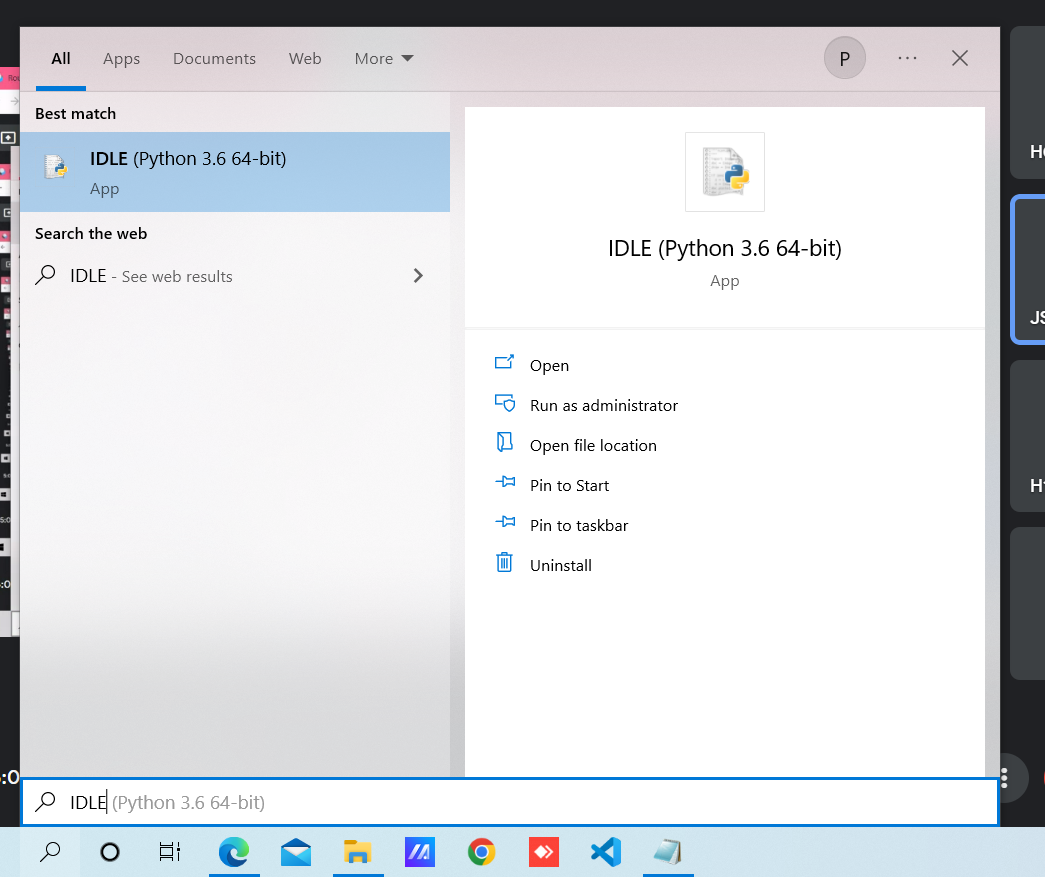 All Apps Documents Web More P ...
Best match
IDLE (Python 3.6 64-bit)
App
Search the web
IDLE - See web results
IDLE (Python 3.6 64-bit)
App
Open
Run as administrator
Open file location
Pin to Start
Pin to taskbar
Uninstall
IDLE (Python 3.6 64-bit)